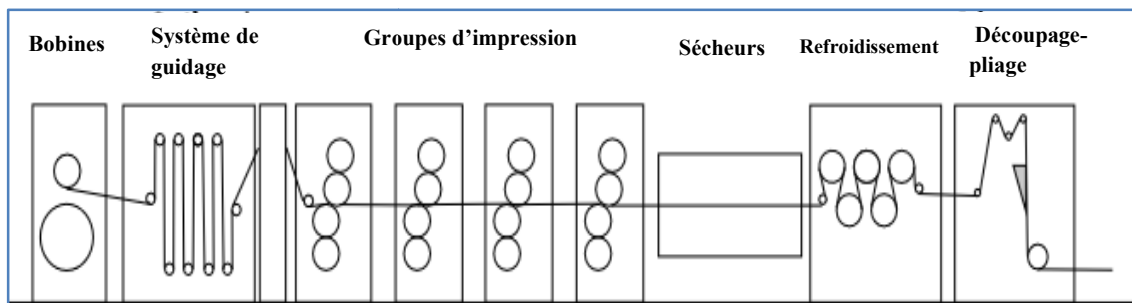 Bobines
Système de
guidage
Groupes d’impression
Sécheurs
Refroidissement
Découpage-
pliage